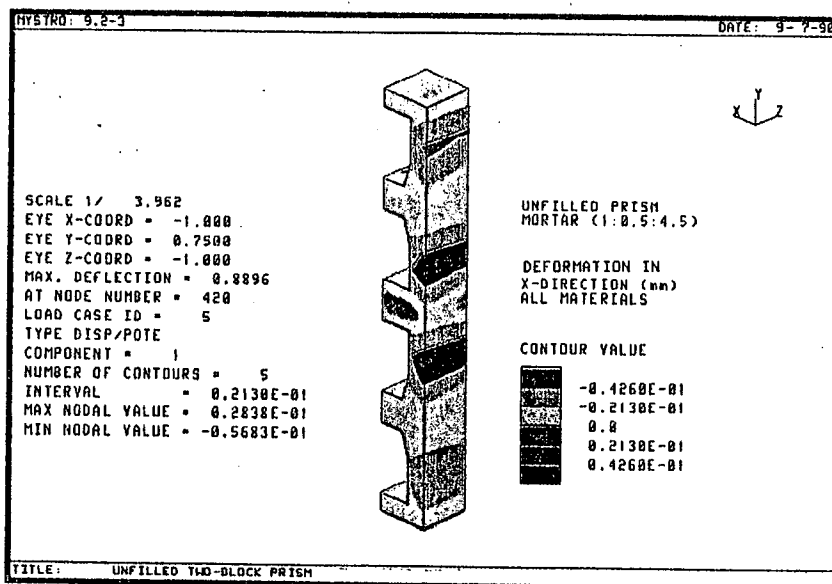 MYSTRO: 9.2-3
DATE: 9-7-90
Y
X Z
SCALE 1/ 3.962
EYE X-COORD = -1.000
EYE Y-COORD = 0.7500
EYE Z-COORD = -1.000
MAX. DEFLECTION = 0.8896
AT NODE NUMBER = 420
LOAD CASE ID = 5
TYPE DISP/POTE
COMPONENT = 1
NUMBER OF CONTOURS = 5
INTERVAL = 0.2130E-01
MAX NODAL VALUE = 0.2838E-01
MIN NODAL VALUE = -0.5683E-01
UNFILLED PRISM
MORTAR (1:0.5:4.5)
DEFORMATION IN
X-DIRECTION (mm)
ALL MATERIALS
CONTOUR VALUE
-0.4260E-01
-0.2130E-01
0.0
0.2130E-01
0.4260E-01
TITLE: UNFILLED TWO-BLOCK PRISM